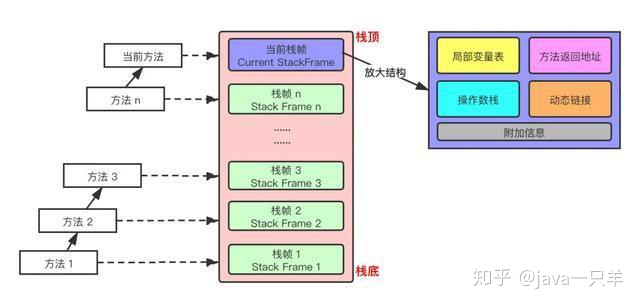 栈顶
当前方法
当前栈帧
Current StackFrame
局部变量表
方法返回地址
放大结构
方法 n
栈帧 n
Stack Frame n
操作数栈
动态链接
......
......
附加信息
方法 3
栈帧 3
Stack Frame 3
方法 2
栈帧 2
Stack Frame 2
方法 1
栈帧 1
Stack Frame 1
栈底
知乎 @java一只羊